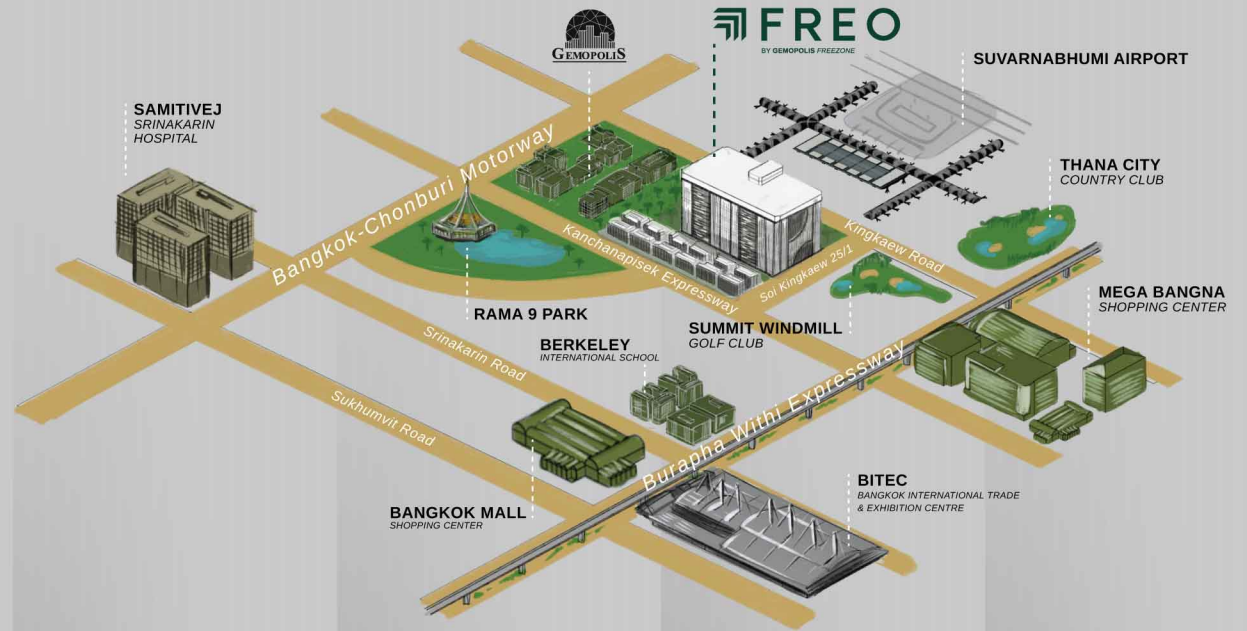 GEMOPOLIS
FREO
BY GEMOPOLIS FREEZONE
SUVARNABHUMI AIRPORT
SAMITIVEJ
SRINAKARIN
HOSPITAL
Bangkok-Chonburi Motorway
THANA CITY
COUNTRY CLUB
Kanchanapisek Expressway
Kingkaew Road
Soi Kingkaew 25/1
MEGA BANGNA
SHOPPING CENTER
RAMA 9 PARK
SUMMIT WINDMILL
GOLF CLUB
BERKELEY
INTERNATIONAL SCHOOL
Srinakarin Road
Sukhumvit Road
Burapha Withi Expressway
BITEC
BANGKOK INTERNATIONAL TRADE
& EXHIBITION CENTRE
BANGKOK MALL
SHOPPING CENTER